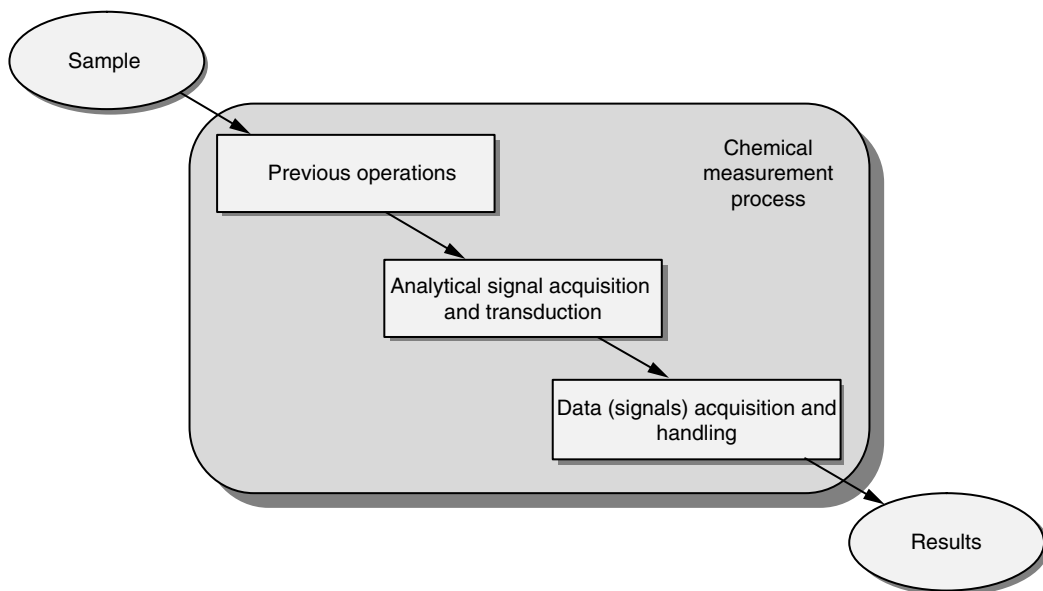 Sample
Chemical
measurement
process
Previous operations
Analytical signal acquisition
and transduction
Data (signals) acquisition and
handling
Results